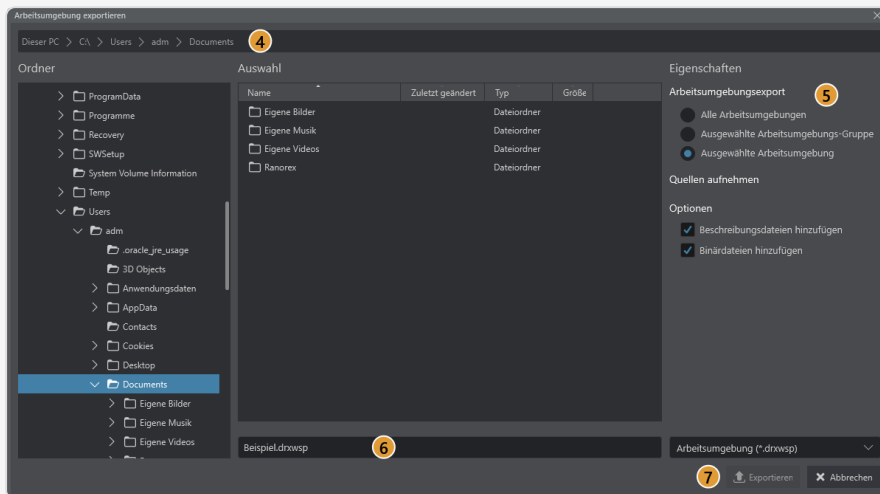 Arbeitsumgebung exportieren
Dieser PC > C:\ > Users > adm > Documents 4
Ordner
ProgramData
Programme
Recovery
SWSetup
System Volume Information
Temp
Users
adm
.oracle_jre_usage
3D Objects
Anwendungsdaten
AppData
Contacts
Cookies
Desktop
Documents
Eigene Bilder
Eigene Musik
Eigene Videos
Auswahl
Name Zuletzt geändert Typ Größe
Eigene Bilder Dateiordner
Eigene Musik Dateiordner
Eigene Videos Dateiordner
Ranorex Dateiordner
Beispiel.drxwsp 6
Eigenschaften
Arbeitsumgebungsexport 5
Alle Arbeitsumgebungen
Ausgewählte Arbeitsumgebungs-Gruppe
Ausgewählte Arbeitsumgebung
Quellen aufnehmen
Optionen
Beschreibungsdateien hinzufügen
Binärdateien hinzufügen
Arbeitsumgebung (*.drxwsp)
7 Exportieren Abbrechen